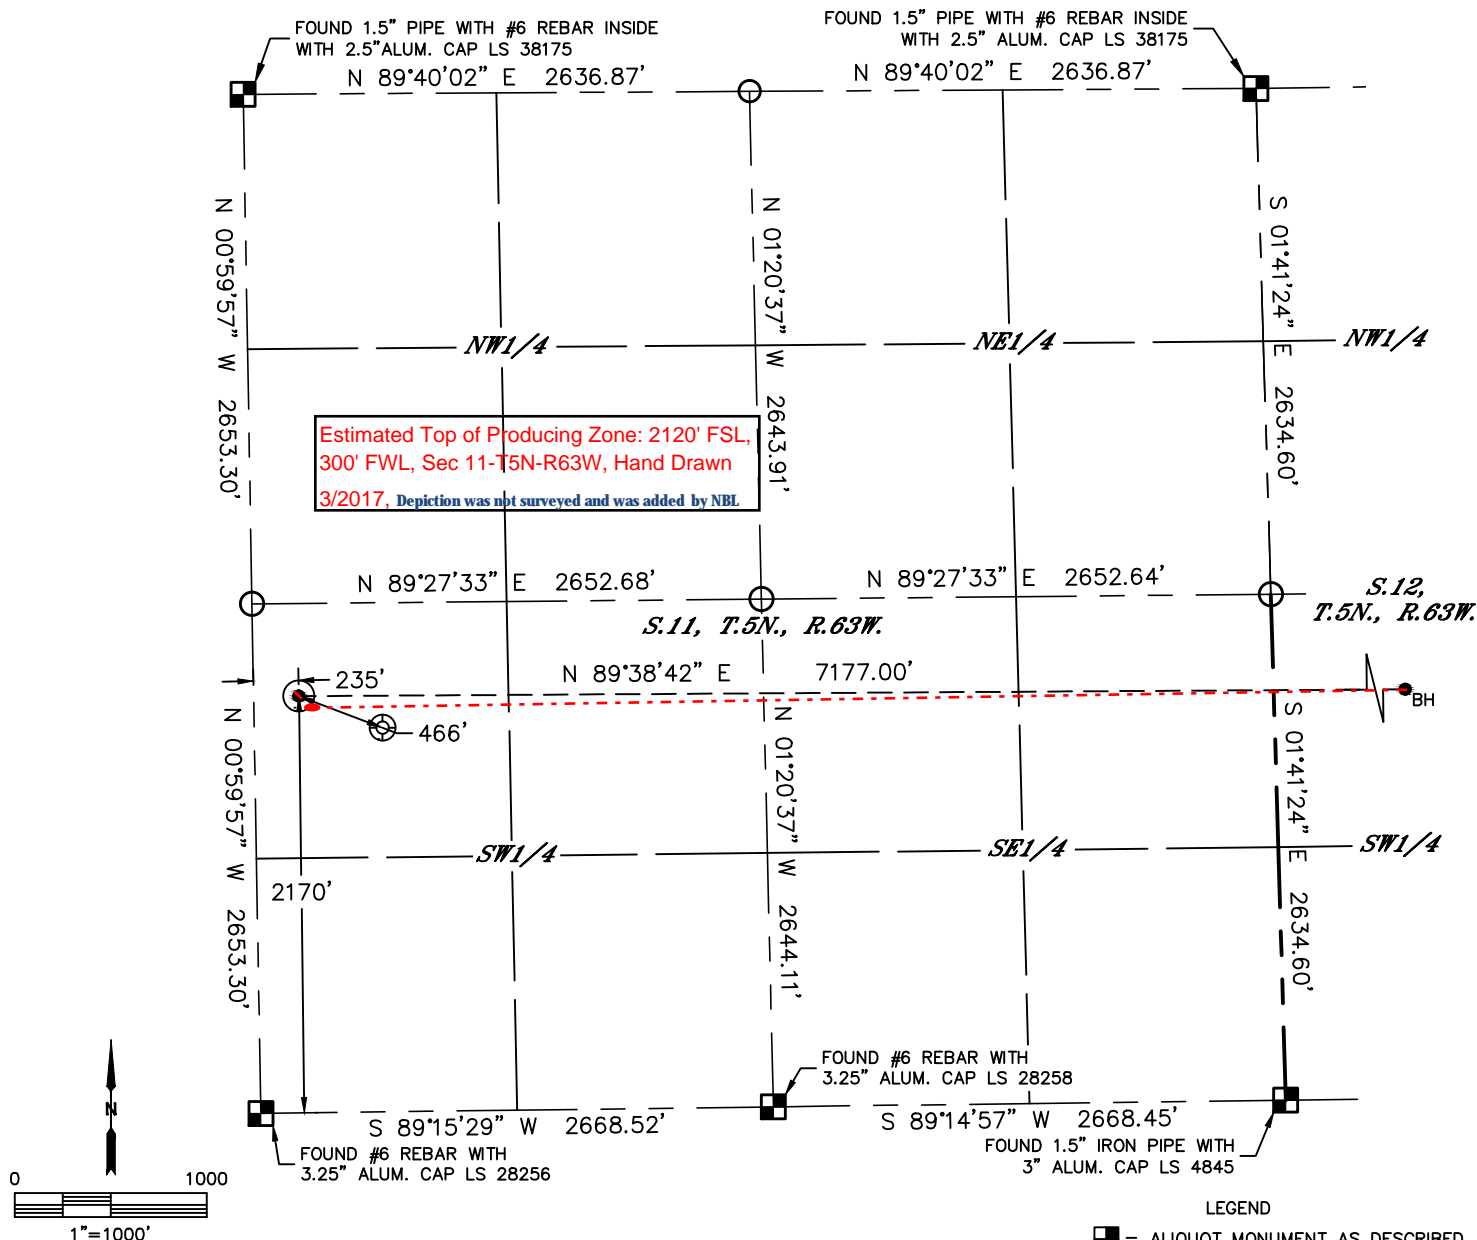 FOUND 1.5" PIPE WITH #6 REBAR INSIDE
WITH 2.5"ALUM. CAP LS 38175
FOUND 1.5" PIPE WITH #6 REBAR INSIDE
WITH 2.5" ALUM. CAP LS 38175
N 89°40'02" E 2636.87'
N 89°40'02" E 2636.87'
N 00°59'57" W 2653.30'
N 01°20'37" W 2643.91'
S 01°41'24" E 2634.60'
NW1/4
NE1/4
NW1/4
Estimated Top of Producing Zone: 2120' FSL,
300' FWL, Sec 11-T5N-R63W, Hand Drawn
3/2017, Depiction was not surveyed and was added by NBL
N 89°27'33" E 2652.68'
N 89°27'33" E 2652.64'
S.12,
T.5N., R.63W.
S.11, T.5N., R.63W.
235'
N 89°38'42" E 7177.00'
BH
466'
N 00°59'57" W 2653.30'
N 01°20'37" W 2644.11'
S 01°41'24" E 2634.60'
SW1/4
SE1/4
SW1/4
2170'
FOUND #6 REBAR WITH
3.25" ALUM. CAP LS 28258
S 89°15'29" W 2668.52'
S 89°14'57" W 2668.45'
FOUND #6 REBAR WITH
3.25" ALUM. CAP LS 28256
FOUND 1.5" IRON PIPE WITH
3" ALUM. CAP LS 4845
N
0 1000
1"=1000'
LEGEND
= ALIQUOT MONUMENT AS DESCRIBED